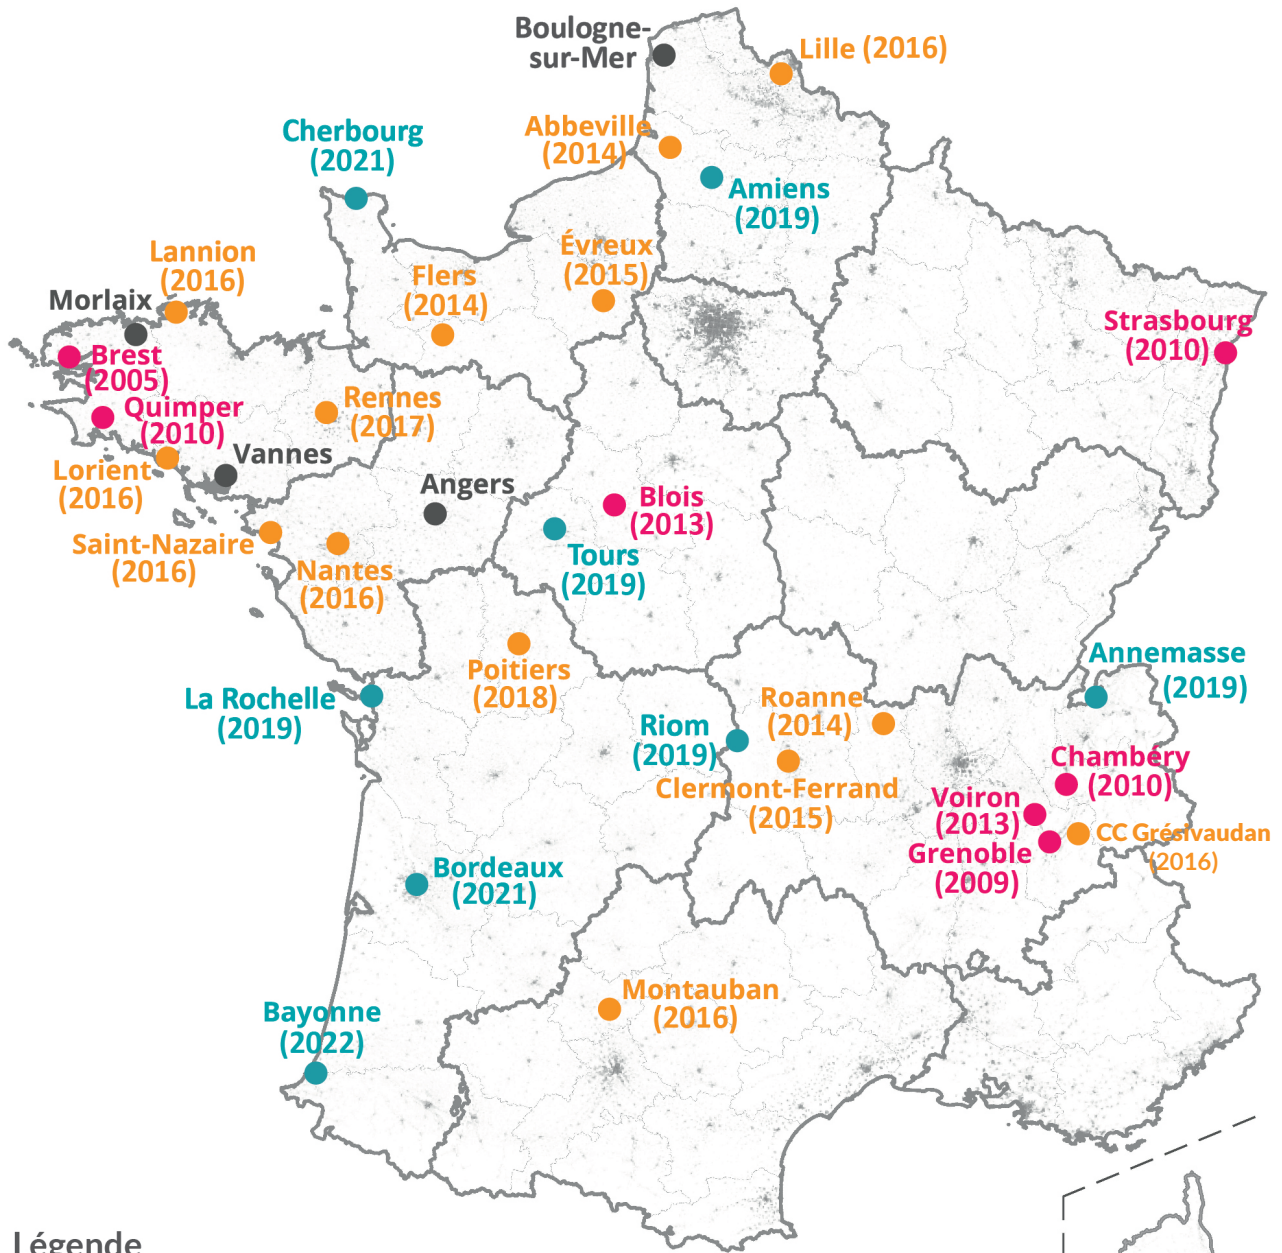 Boulogne-
sur-Mer
Lille (2016)
Cherbourg
(2021)
Abbeville
(2014)
Amiens
(2019)
Lannion
(2016)
Flers
(2014)
Évreux
(2015)
Morlaix
Strasbourg
(2010)
Brest
(2005)
Quimper
(2010)
Rennes
(2017)
Vannes
Lorient
(2016)
Angers
Blois
(2013)
Saint-Nazaire
(2016)
Nantes
(2016)
Tours
(2019)
Poitiers
(2018)
Annemasse
(2019)
La Rochelle
(2019)
Roanne
(2014)
Riom
(2019)
Clermont-Ferrand
(2015)
Chambéry
(2010)
Voiron
(2013)
CC Grésivaudan
(2016)
Grenoble
(2009)
Bordeaux
(2021)
Montauban
(2016)
Bayonne
(2022)
Légende